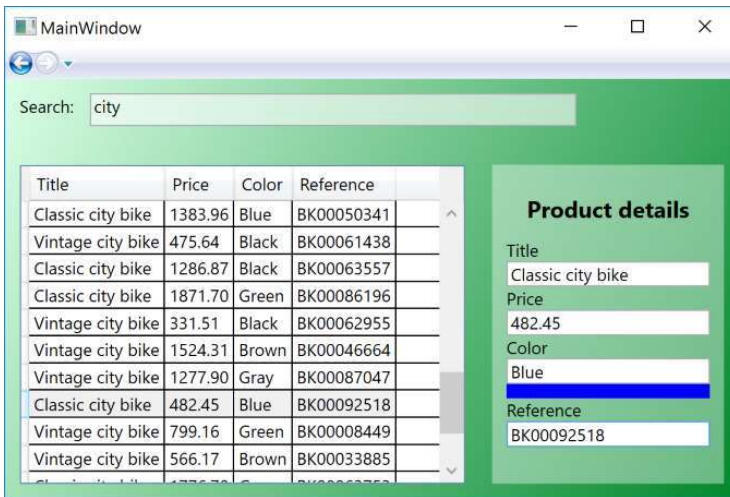 MainWindow
Search: city
Title Price Color Reference
Classic city bike 1383.96 Blue BK00050341
Vintage city bike 475.64 Black BK00061438
Classic city bike 1286.87 Black BK00063557
Classic city bike 1871.70 Green BK00086196
Vintage city bike 331.51 Black BK00062955
Vintage city bike 1524.31 Brown BK00046664
Vintage city bike 1277.90 Gray BK00087047
Classic city bike 482.45 Blue BK00092518
Vintage city bike 799.16 Green BK00008449
Vintage city bike 566.17 Brown BK00033885
Product details
Title
Classic city bike
Price
482.45
Color
Blue
Reference
BK00092518